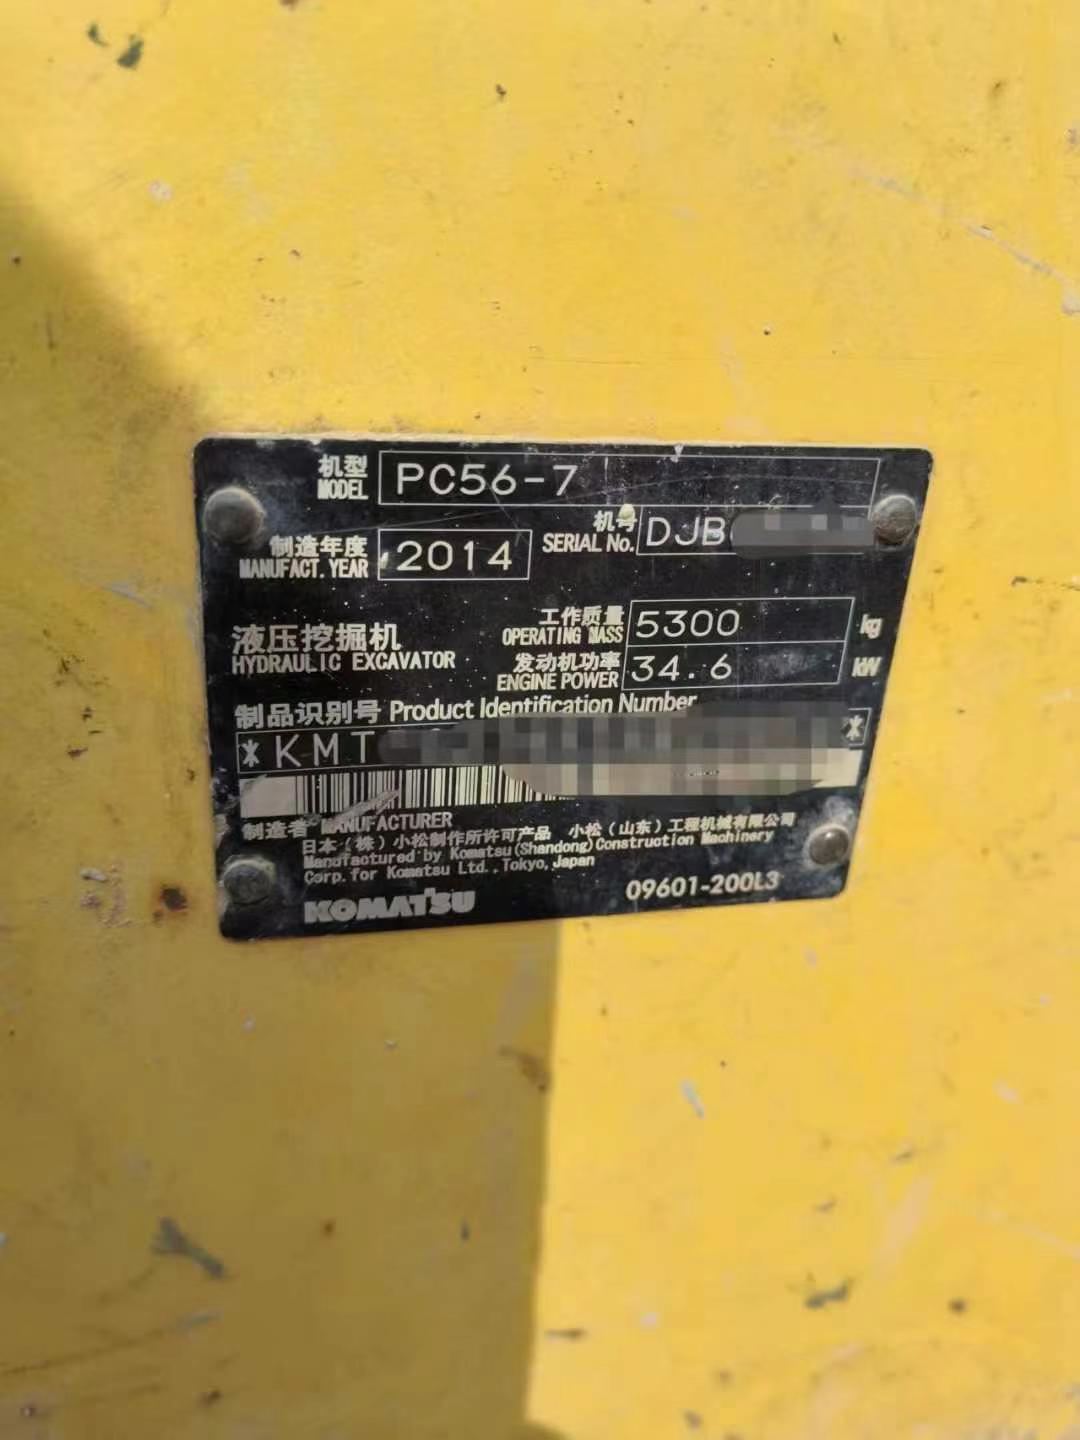 机型
MODEL PC56-7
机号
SERIAL No. DJB
制造年度
MANUFACT. YEAR 2014
工作质量
OPERATING MASS 5300 kg
液压挖掘机
HYDRAULIC EXCAVATOR
发动机功率
ENGINE POWER 34.6 kW
制品识别号 Product Identification Number
*KMT *
制造者 MANUFACTURER
日本（株）小松制作所许可产品 小松（山东）工程机械有限公司
Manufactured by Komatsu (Shandong) Construction Machinery
Corp. for Komatsu Ltd., Tokyo, Japan
KOMATSU
09601-200L3